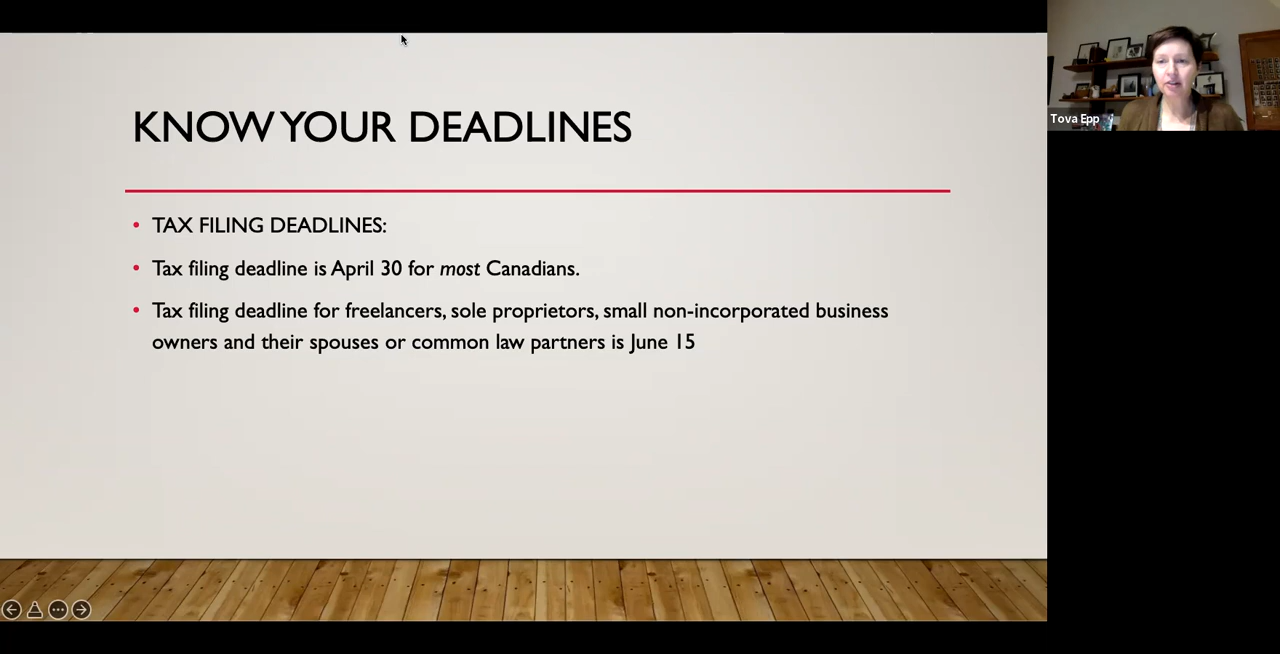 KNOW YOUR DEADLINES
• TAX FILING DEADLINES:
• Tax filing deadline is April 30 for most Canadians.
• Tax filing deadline for freelancers, sole proprietors, small non-incorporated business
owners and their spouses or common law partners is June 15
Tova Epp